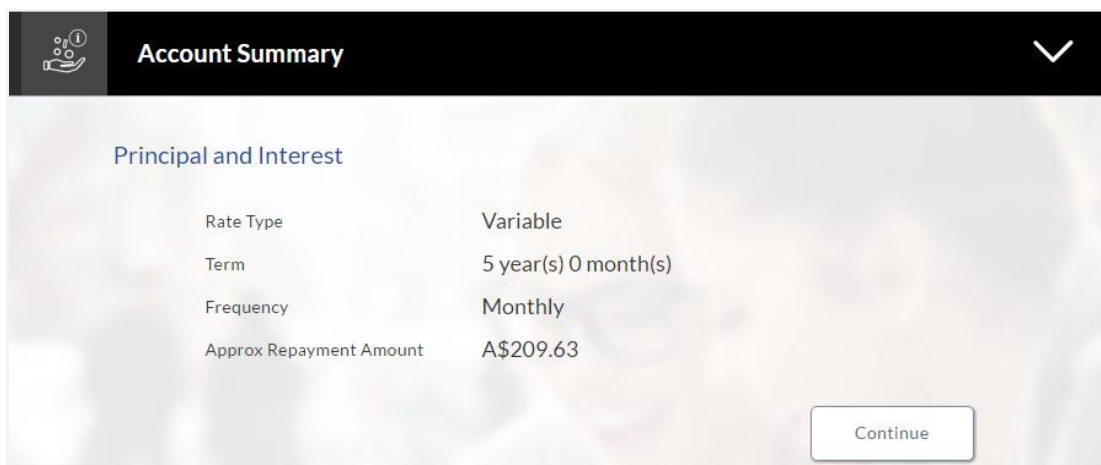 Account Summary
Principal and Interest
Rate Type Variable
Term 5 year(s) 0 month(s)
Frequency Monthly
Approx Repayment Amount A$209.63
Continue